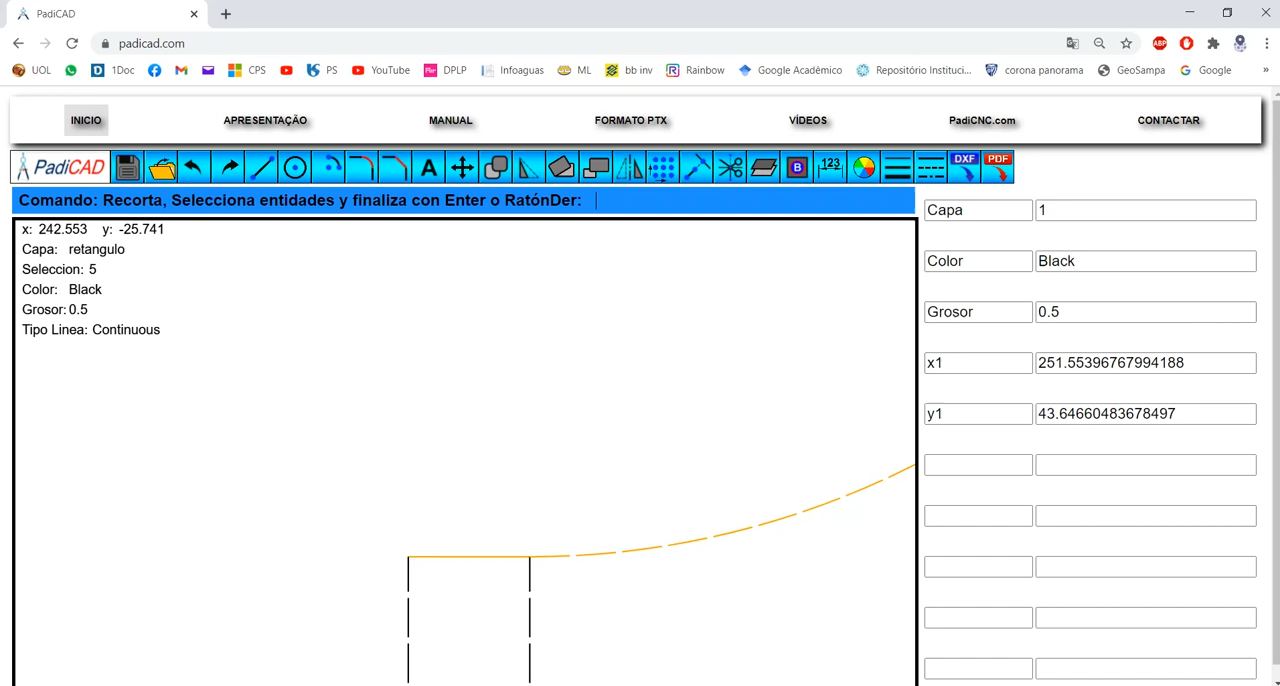 PadiCAD
padicad.com
UOL 1Doc CPS PS YouTube DPLP Infoaguas ML bb inv Rainbow Google Acadêmico Repositório Instituci... corona panorama GeoSampa Google »
INICIO APRESENTAÇÃO MANUAL FORMATO PTX VÍDEOS PadiCNC.com CONTACTAR
PadiCAD A B 123 DXF PDF
Comando: Recorta, Selecciona entidades y finaliza con Enter o RatónDer:
x: 242.553 y: -25.741
Capa: retangulo
Seleccion: 5
Color: Black
Grosor: 0.5
Tipo Linea: Continuous
Capa 1
Color Black
Grosor 0.5
x1 251.55396767994188
y1 43.64660483678497